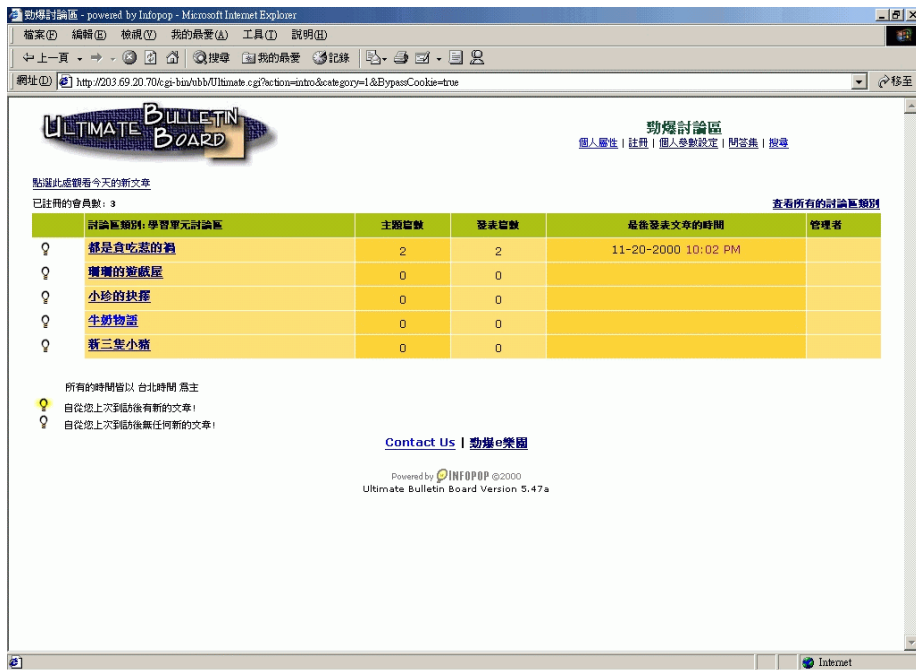 勁爆討論區 - powered by Infopop - Microsoft Internet Explorer
檔案(F) 編輯(E) 檢視(V) 我的最愛(A) 工具(T) 說明(H)
上一頁 搜尋 我的最愛 記錄
網址(D) http://203.69.20.70/cgi-bin/ubb/Ultimate.cgi?action=intro&category=1&BypassCookie=true 移至
ULTIMATE BULLETIN BOARD
勁爆討論區
個人屬性 | 註冊 | 個人參數設定 | 問答集 | 搜尋
點選此處觀看今天的新文章
已註冊的會員數: 3 查看所有的討論區類別
討論區類別: 學習單元討論區 主題篇數 發表篇數 最後發表文章的時間 管理者
都是貪吃惹的禍 2 2 11-20-2000 10:02 PM
珊珊的遊戲屋 0 0
小珍的抉擇 0 0
牛奶物語 0 0
新三隻小豬 0 0
所有的時間皆以 台北時間 為主
自從您上次到訪後有新的文章!
自從您上次到訪後無任何新的文章!
Contact Us | 勁爆e樂園
Powered by INFOPOP ©2000
Ultimate Bulletin Board Version 5.47a
Internet